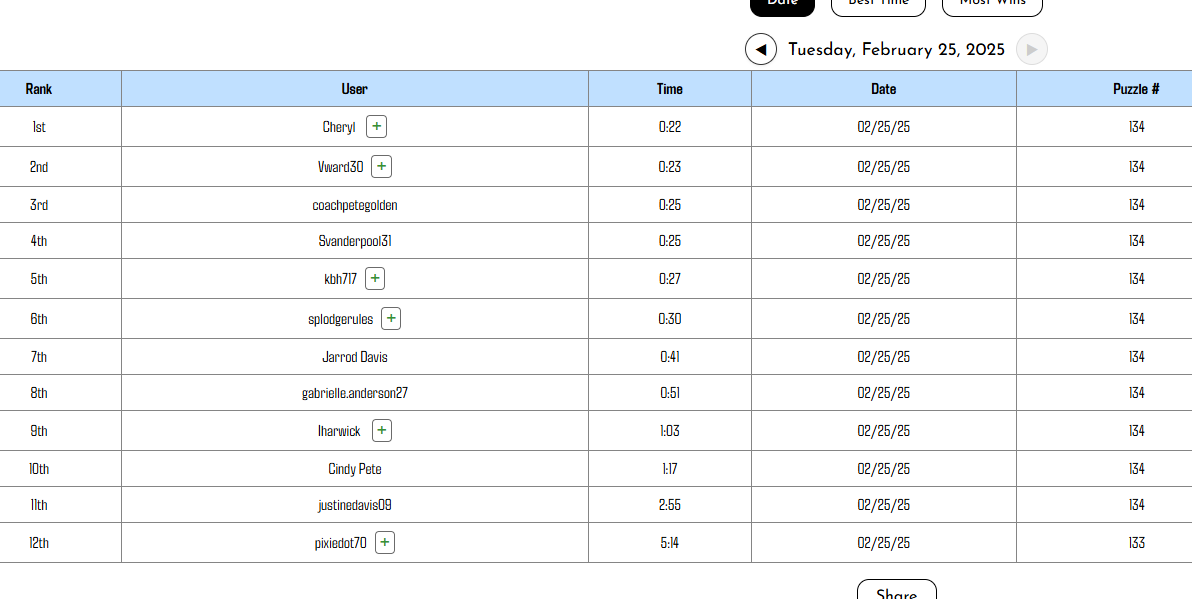 Date Best Time Most Wins
◀ Tuesday, February 25, 2025 ▶
Rank User Time Date Puzzle #
1st Cheryl + 0:22 02/25/25 134
2nd Vward30 + 0:23 02/25/25 134
3rd coachpetegolden 0:25 02/25/25 134
4th Svanderpool31 0:25 02/25/25 134
5th kbh717 + 0:27 02/25/25 134
6th splodgerules + 0:30 02/25/25 134
7th Jarrod Davis 0:41 02/25/25 134
8th gabrielle.anderson27 0:51 02/25/25 134
9th lharwick + 1:03 02/25/25 134
10th Cindy Pete 1:17 02/25/25 134
11th justinedavis09 2:55 02/25/25 134
12th pixiedot70 + 5:14 02/25/25 133
Share